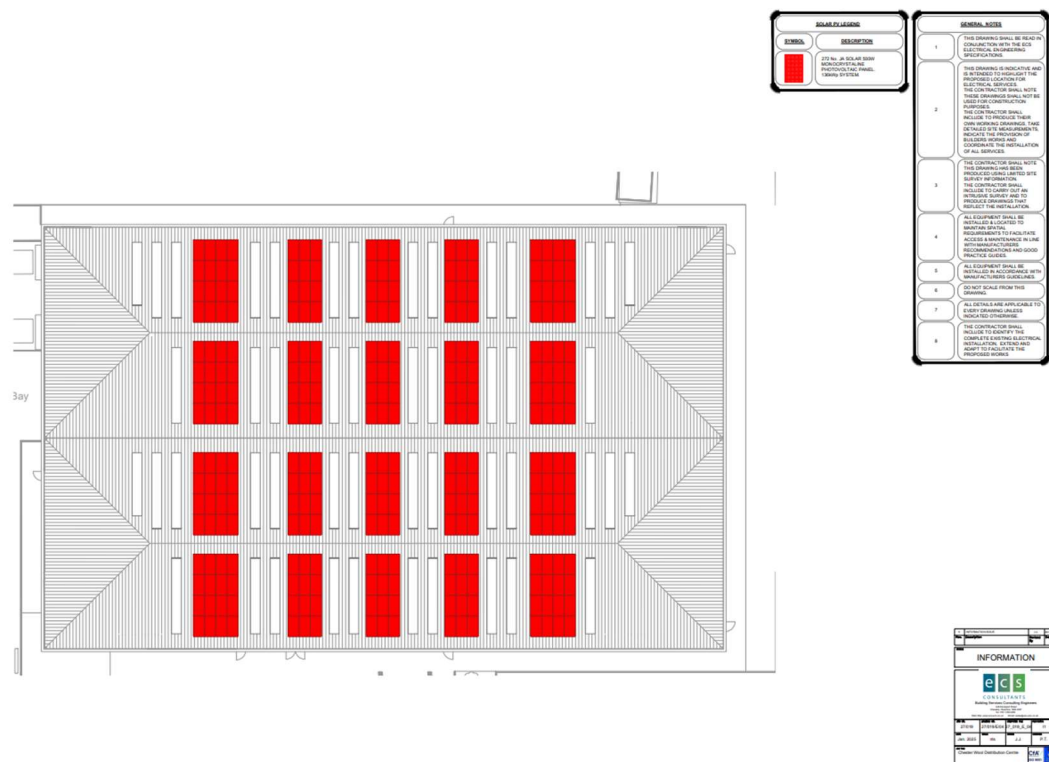 SOLAR PV LEGEND
SYMBOL
DESCRIPTION
272 No. JA SOLAR 500W
MONOCRYSTALINE
PHOTOVOLTAIC PANEL
136kWp SYSTEM
GENERAL NOTES
1
THIS DRAWING SHALL BE READ IN
CONJUNCTION WITH THE ECS
ELECTRICAL ENGINEERING
SPECIFICATIONS.
2
THIS DRAWING IS INDICATIVE AND
IS INTENDED TO HIGHLIGHT THE
PROPOSED LOCATION FOR
ELECTRICAL SERVICES.
THE CONTRACTOR SHALL NOTE
THESE DRAWINGS SHALL NOT BE
USED FOR CONSTRUCTION
PURPOSES.
THE CONTRACTOR SHALL
INCLUDE TO PRODUCE THEIR
OWN WORKING DRAWINGS, TAKE
DETAILED SITE MEASUREMENTS,
INDICATE THE PROVISION OF
BUILDERS WORKS AND
COORDINATE THE INSTALLATION
OF ALL SERVICES.
3
THE CONTRACTOR SHALL NOTE
THIS DRAWING HAS BEEN
PRODUCED USING LIMITED SITE
SURVEY INFORMATION.
THE CONTRACTOR SHALL
INCLUDE TO CARRY OUT AN
INTRUSIVE SURVEY AND TO
PRODUCE DRAWINGS THAT
REFLECT THE INSTALLATION
4
ALL EQUIPMENT SHALL BE
INSTALLED & LOCATED TO
MAINTAIN SPATIAL
REQUIREMENTS TO FACILITATE
ACCESS & MAINTENANCE IN LINE
WITH MANUFACTURERS
RECOMMENDATIONS AND GOOD
PRACTICE GUIDES.
5
ALL EQUIPMENT SHALL BE
INSTALLED IN ACCORDANCE WITH
MANUFACTURERS GUIDELINES.
6
DO NOT SCALE FROM THIS
DRAWING.
7
ALL DETAILS ARE APPLICABLE TO
EVERY DRAWING UNLESS
INDICATED OTHERWISE.
8
THE CONTRACTOR SHALL
INCLUDE TO IDENTIFY THE
COMPLETE EXISTING ELECTRICAL
INSTALLATION. EXTEND AND
ADAPT TO FACILITATE THE
PROPOSED WORKS
Bay
INFORMATION
ecs
CONSULTANTS
Building Services Consulting Engineers